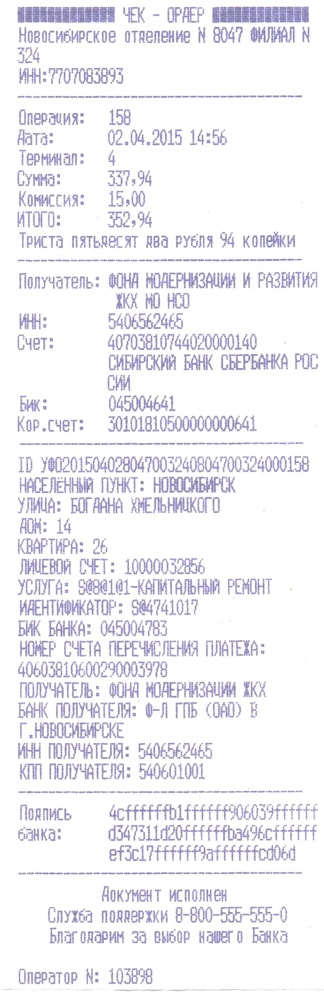 ЧЕК - ОРДЕР
Новосибирское отделение N 8047 ФИЛИАЛ N
324
ИНН:7707083893
Операция: 158
Дата: 02.04.2015 14:56
Терминал: 4
Сумма: 337,94
Комиссия: 15,00
ИТОГО: 352,94
Триста пятьдесят два рубля 94 копейки
Получатель: ФОНД МОДЕРНИЗАЦИИ И РАЗВИТИЯ
ЖКХ МО НСО
ИНН: 5406562465
Счет: 40703810744020000140
СИБИРСКИЙ БАНК СБЕРБАНКА РОС
СИИ
Бик: 045004641
Кор.счет: 30101810500000000641
ID УФ0201504028047003240804700324000158
НАСЕЛЁННЫЙ ПУНКТ: НОВОСИБИРСК
УЛИЦА: БОГДАНА ХМЕЛЬНИЦКОГО
ДОМ: 14
КВАРТИРА: 26
ЛИЦЕВОЙ СЧЕТ: 10000032856
УСЛУГА: S@8@1@1-КАПИТАЛЬНЫЙ РЕМОНТ
ИДЕНТИФИКАТОР: S@4741017
БИК БАНКА: 045004783
НОМЕР СЧЕТА ПЕРЕЧИСЛЕНИЯ ПЛАТЕЖА:
40603810600290003978
ПОЛУЧАТЕЛЬ: ФОНД МОДЕРНИЗАЦИИ ЖКХ
БАНК ПОЛУЧАТЕЛЯ: Ф-Л ГПБ (ОАО) В
Г.НОВОСИБИРСКЕ
ИНН ПОЛУЧАТЕЛЯ: 5406562465
КПП ПОЛУЧАТЕЛЯ: 540601001
Подпись 4cffffffb1ffffff906039ffffff
банка: d347311d20ffffffba496cffffff
ef3c17ffffff9affffffcd06d
Документ исполнен
Служба поддержки 8-800-555-555-0
Благодарим за выбор нашего Банка
Оператор N: 103898